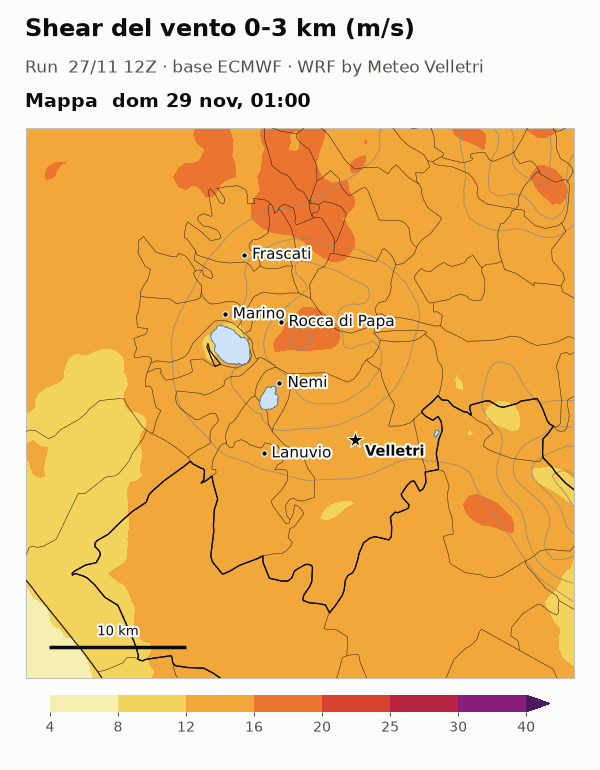 Shear del vento 0-3 km (m/s)
Run  27/11 12Z · base ECMWF · WRF by Meteo Velletri
Mappa  dom 29 nov, 01:00
Frascati
Marino
Rocca di Papa
Nemi
Velletri
Lanuvio
10 km
4 8 12 16 20 25 30 40